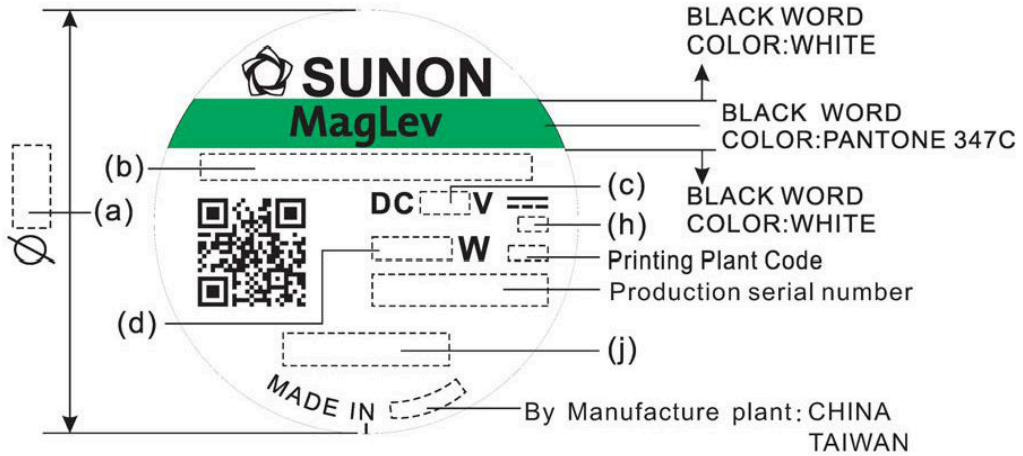 BLACK WORD
COLOR:WHITE
SUNON
MagLev
BLACK WORD
COLOR:PANTONE 347C
(b)
(a)
Ø
DC V
(c)
BLACK WORD
COLOR:WHITE
(h)
W
Printing Plant Code
Production serial number
(d)
(j)
MADE IN
By Manufacture plant: CHINA
TAIWAN